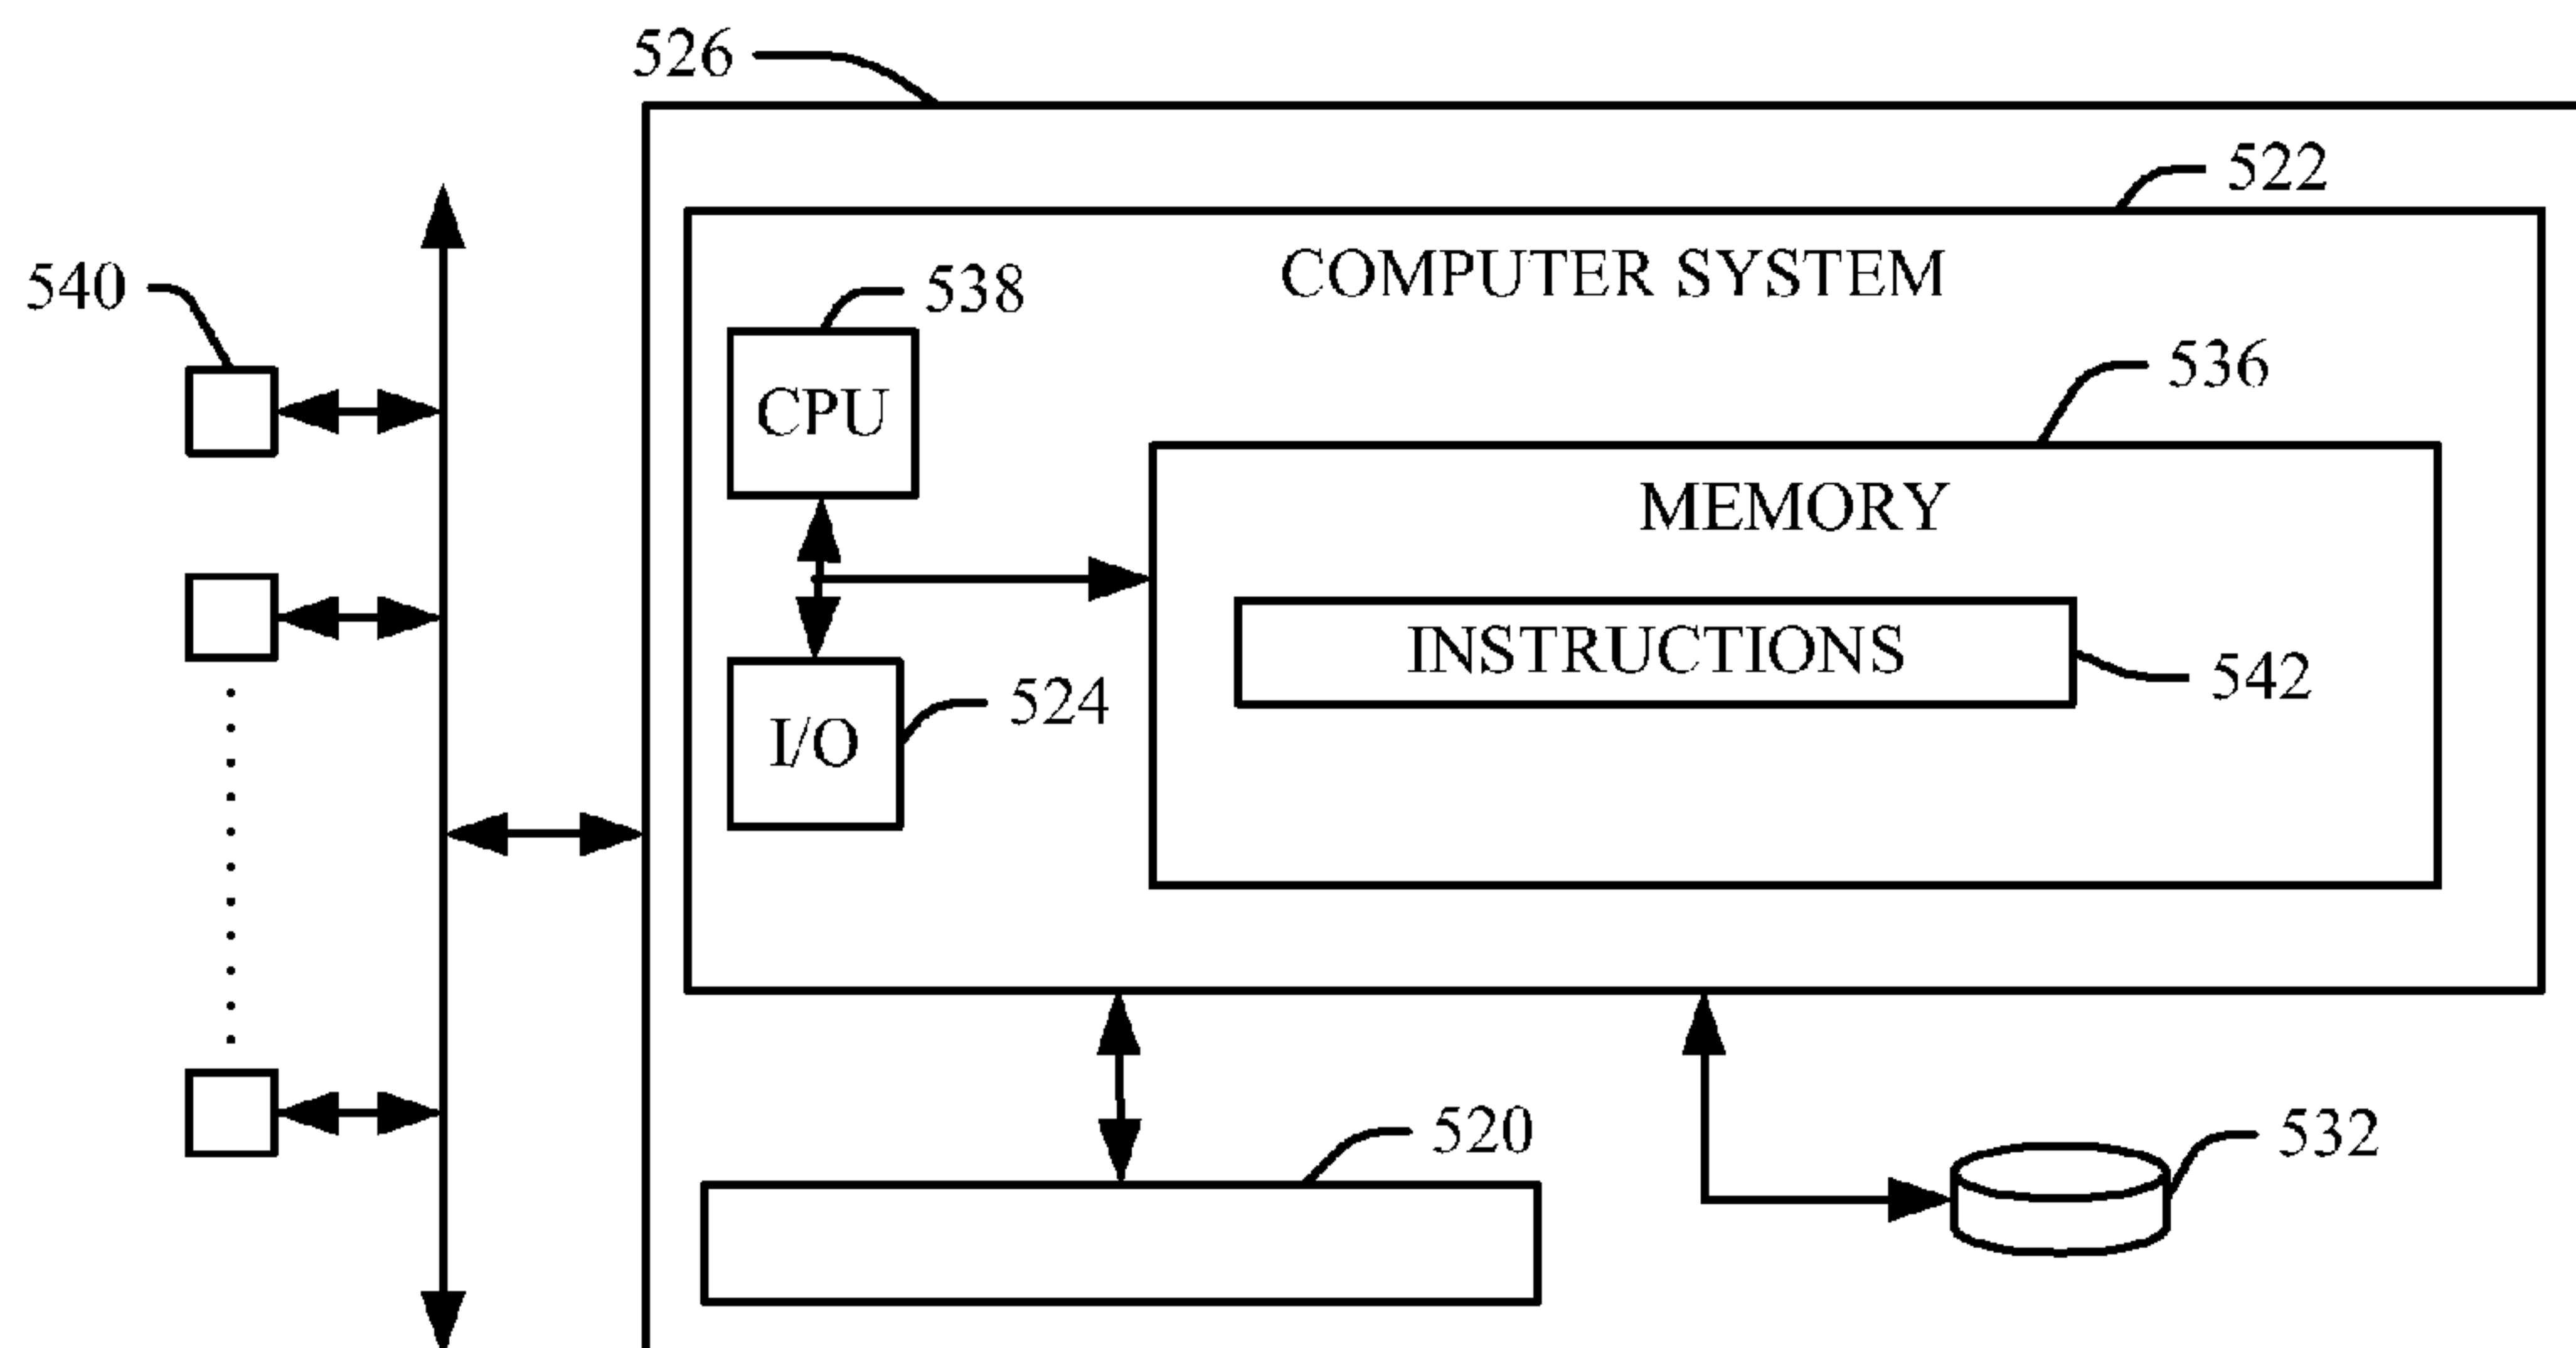 526
522
COMPUTER SYSTEM
540
538
536
CPU
MEMORY
INSTRUCTIONS
542
524
I/O
520
532